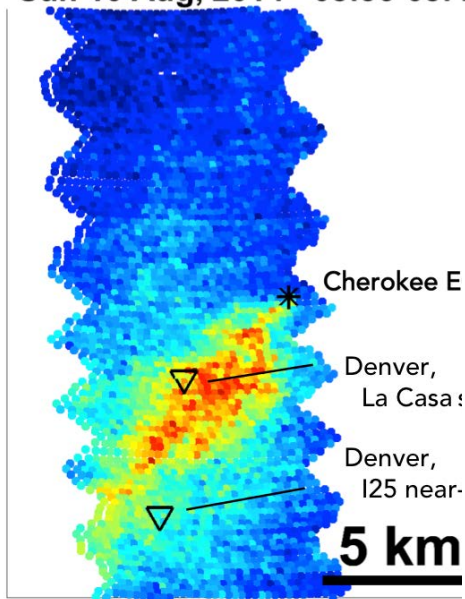 Cherokee E
Denver,
La Casa s
Denver,
I25 near-
5 km